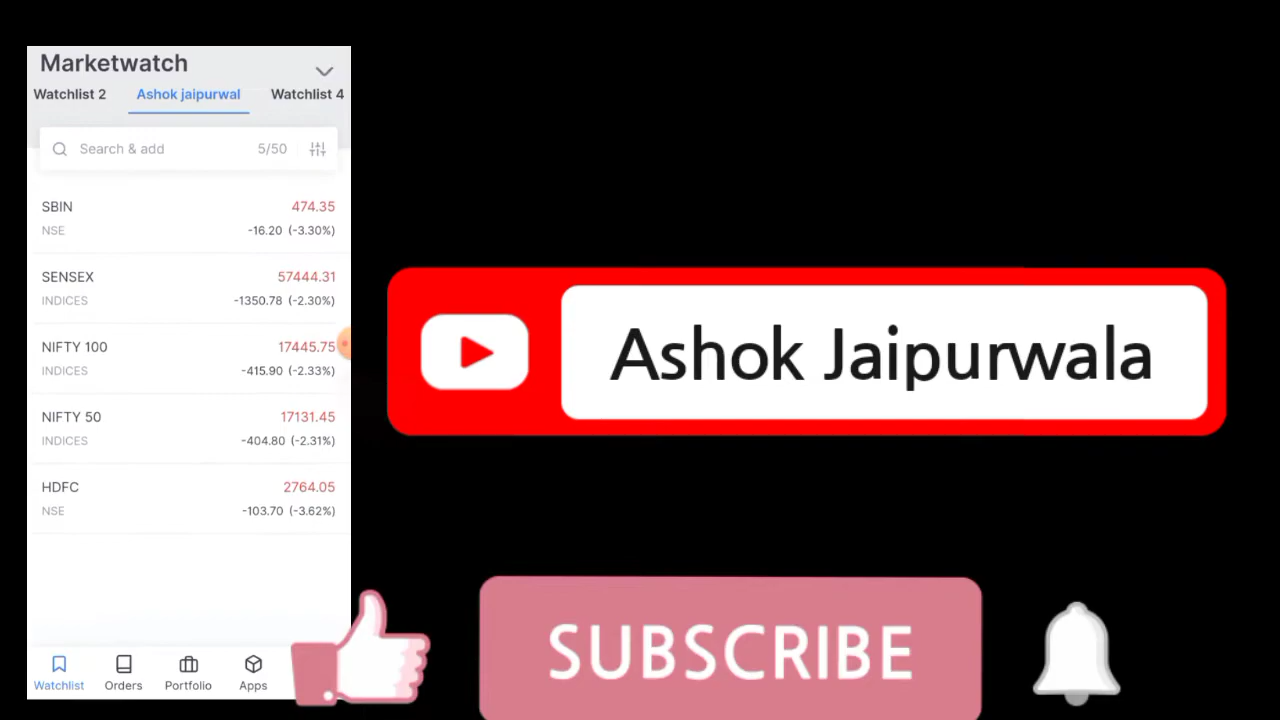 Marketwatch
Watchlist 2 Ashok jaipurwal Watchlist 4
Search & add 5/50
SBIN 474.35
NSE -16.20 (-3.30%)
SENSEX 57444.31
INDICES -1350.78 (-2.30%)
NIFTY 100 17445.75
INDICES -415.90 (-2.33%)
NIFTY 50 17131.45
INDICES -404.80 (-2.31%)
HDFC 2764.05
NSE -103.70 (-3.62%)
Watchlist Orders Portfolio Apps
Ashok Jaipurwala
SUBSCRIBE